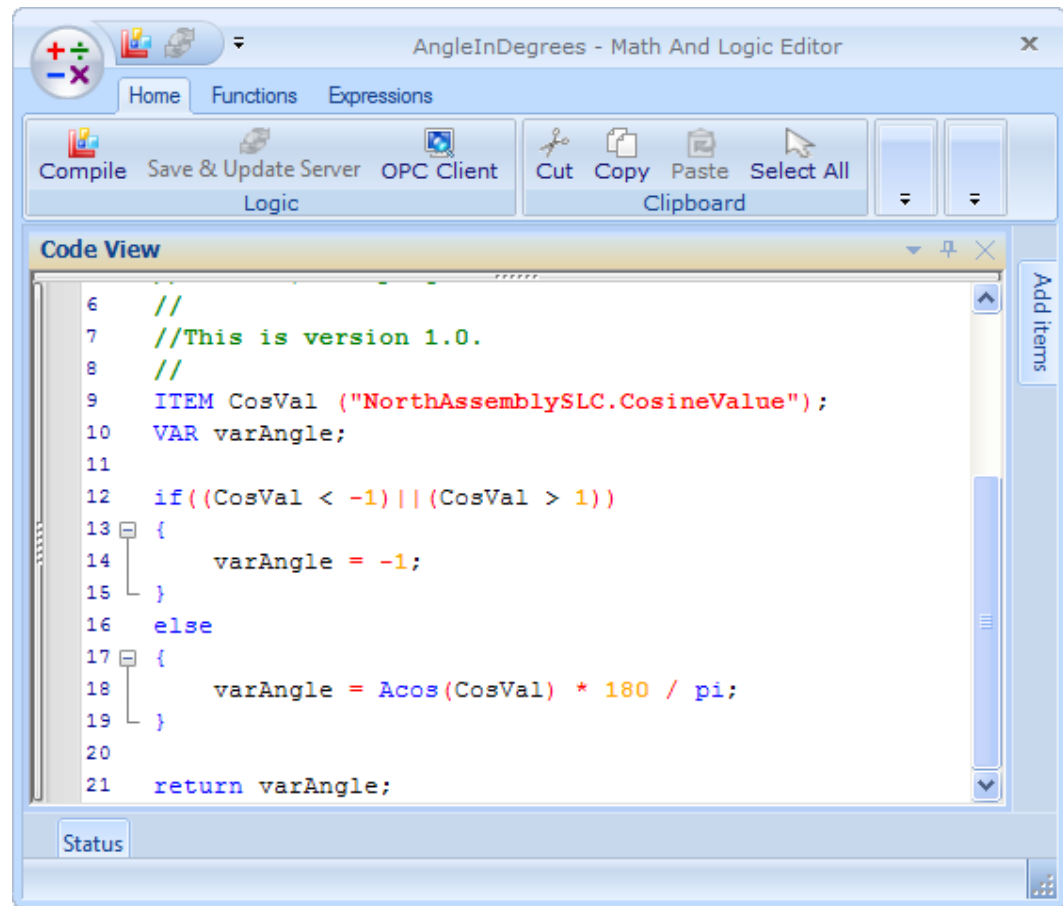 AngleInDegrees - Math And Logic Editor
Home Functions Expressions
Compile Save & Update Server OPC Client Cut Copy Paste Select All
Logic Clipboard
Code View
Add items
6 //
7 //This is version 1.0.
8 //
9 ITEM CosVal ("NorthAssemblySLC.CosineValue");
10 VAR varAngle;
11
12 if((CosVal < -1)||(CosVal > 1))
13 {
14 varAngle = -1;
15 }
16 else
17 {
18 varAngle = Acos(CosVal) * 180 / pi;
19 }
20
21 return varAngle;
Status